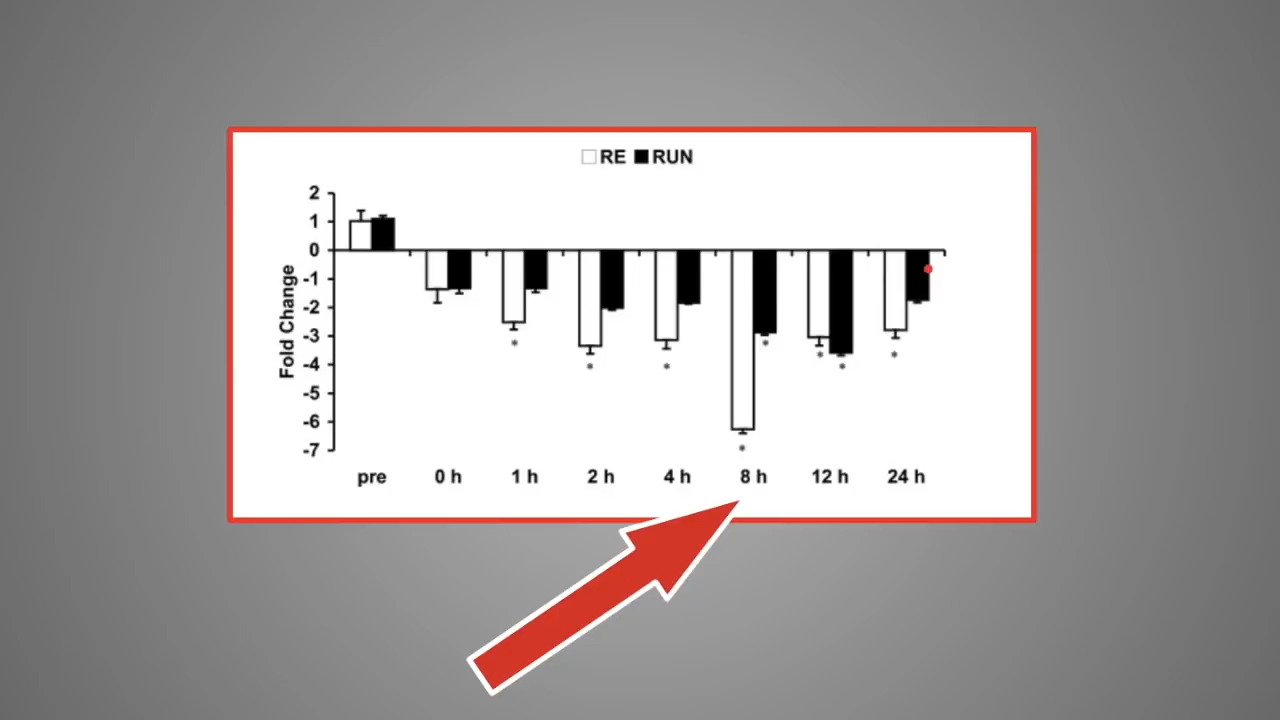 RE RUN
2
1
0
-1
-2
-3
-4
-5
-6
-7
Fold Change
* * * * * * * *
pre 0 h 1 h 2 h 4 h 8 h 12 h 24 h